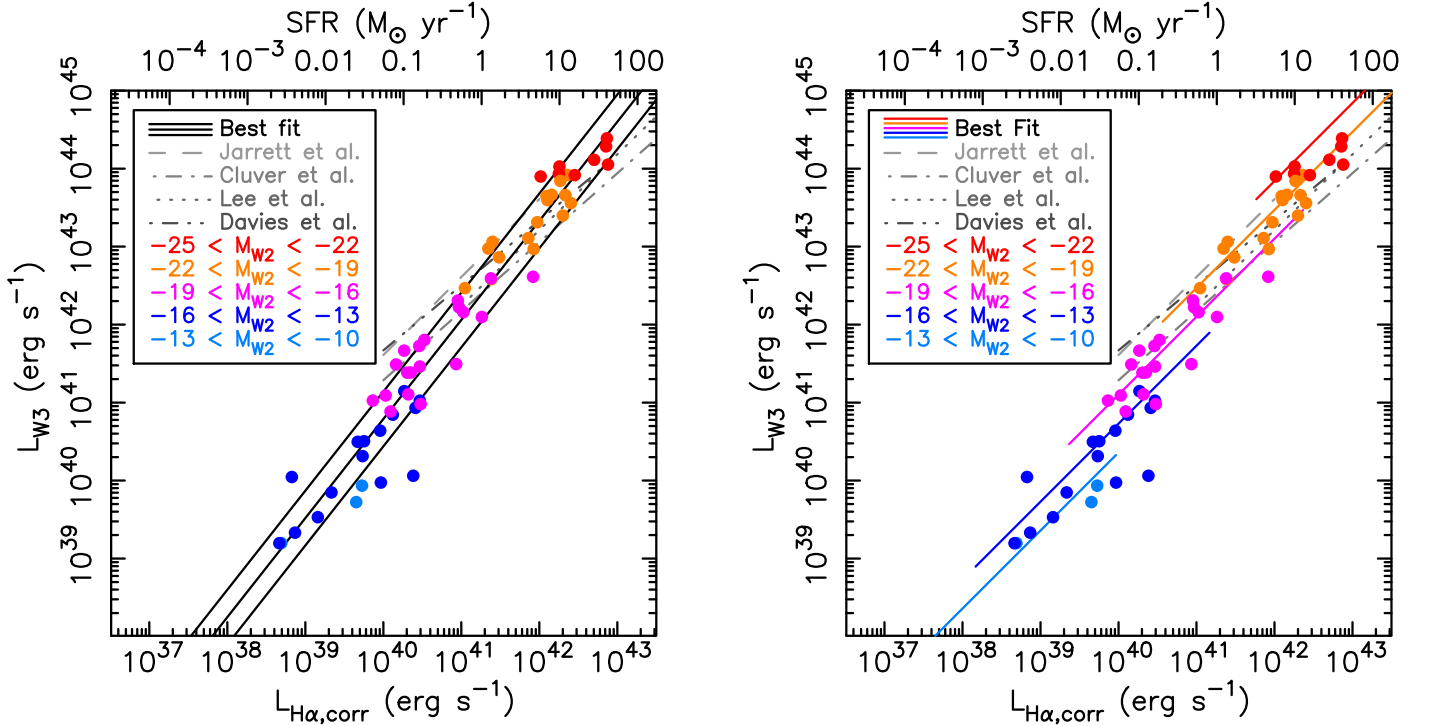 SFR (M⊙ yr⁻¹)
10⁻⁴ 10⁻³ 0.01 0.1 1 10 100
Best fit
Jarrett et al.
Cluver et al.
Lee et al.
Davies et al.
−25 < M_W2 < −22
−22 < M_W2 < −19
−19 < M_W2 < −16
−16 < M_W2 < −13
−13 < M_W2 < −10
L_W3 (erg s⁻¹)
10⁴⁵
10⁴⁴
10⁴³
10⁴²
10⁴¹
10⁴⁰
10³⁹
10³⁷ 10³⁸ 10³⁹ 10⁴⁰ 10⁴¹ 10⁴² 10⁴³
L_Hα,corr (erg s⁻¹)
SFR (M⊙ yr⁻¹)
10⁻⁴ 10⁻³ 0.01 0.1 1 10 100
Best Fit
Jarrett et al.
Cluver et al.
Lee et al.
Davies et al.
−25 < M_W2 < −22
−22 < M_W2 < −19
−19 < M_W2 < −16
−16 < M_W2 < −13
−13 < M_W2 < −10
L_W3 (erg s⁻¹)
10⁴⁵
10⁴⁴
10⁴³
10⁴²
10⁴¹
10⁴⁰
10³⁹
10³⁷ 10³⁸ 10³⁹ 10⁴⁰ 10⁴¹ 10⁴² 10⁴³
L_Hα,corr (erg s⁻¹)